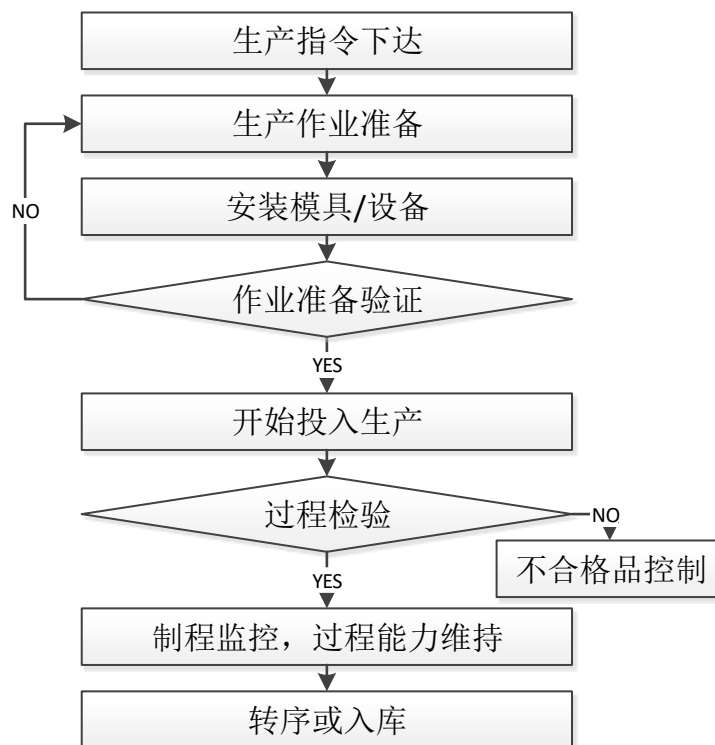 生产指令下达
生产作业准备
安装模具/设备
NO
作业准备验证
YES
开始投入生产
过程检验
NO
不合格品控制
YES
制程监控，过程能力维持
转序或入库